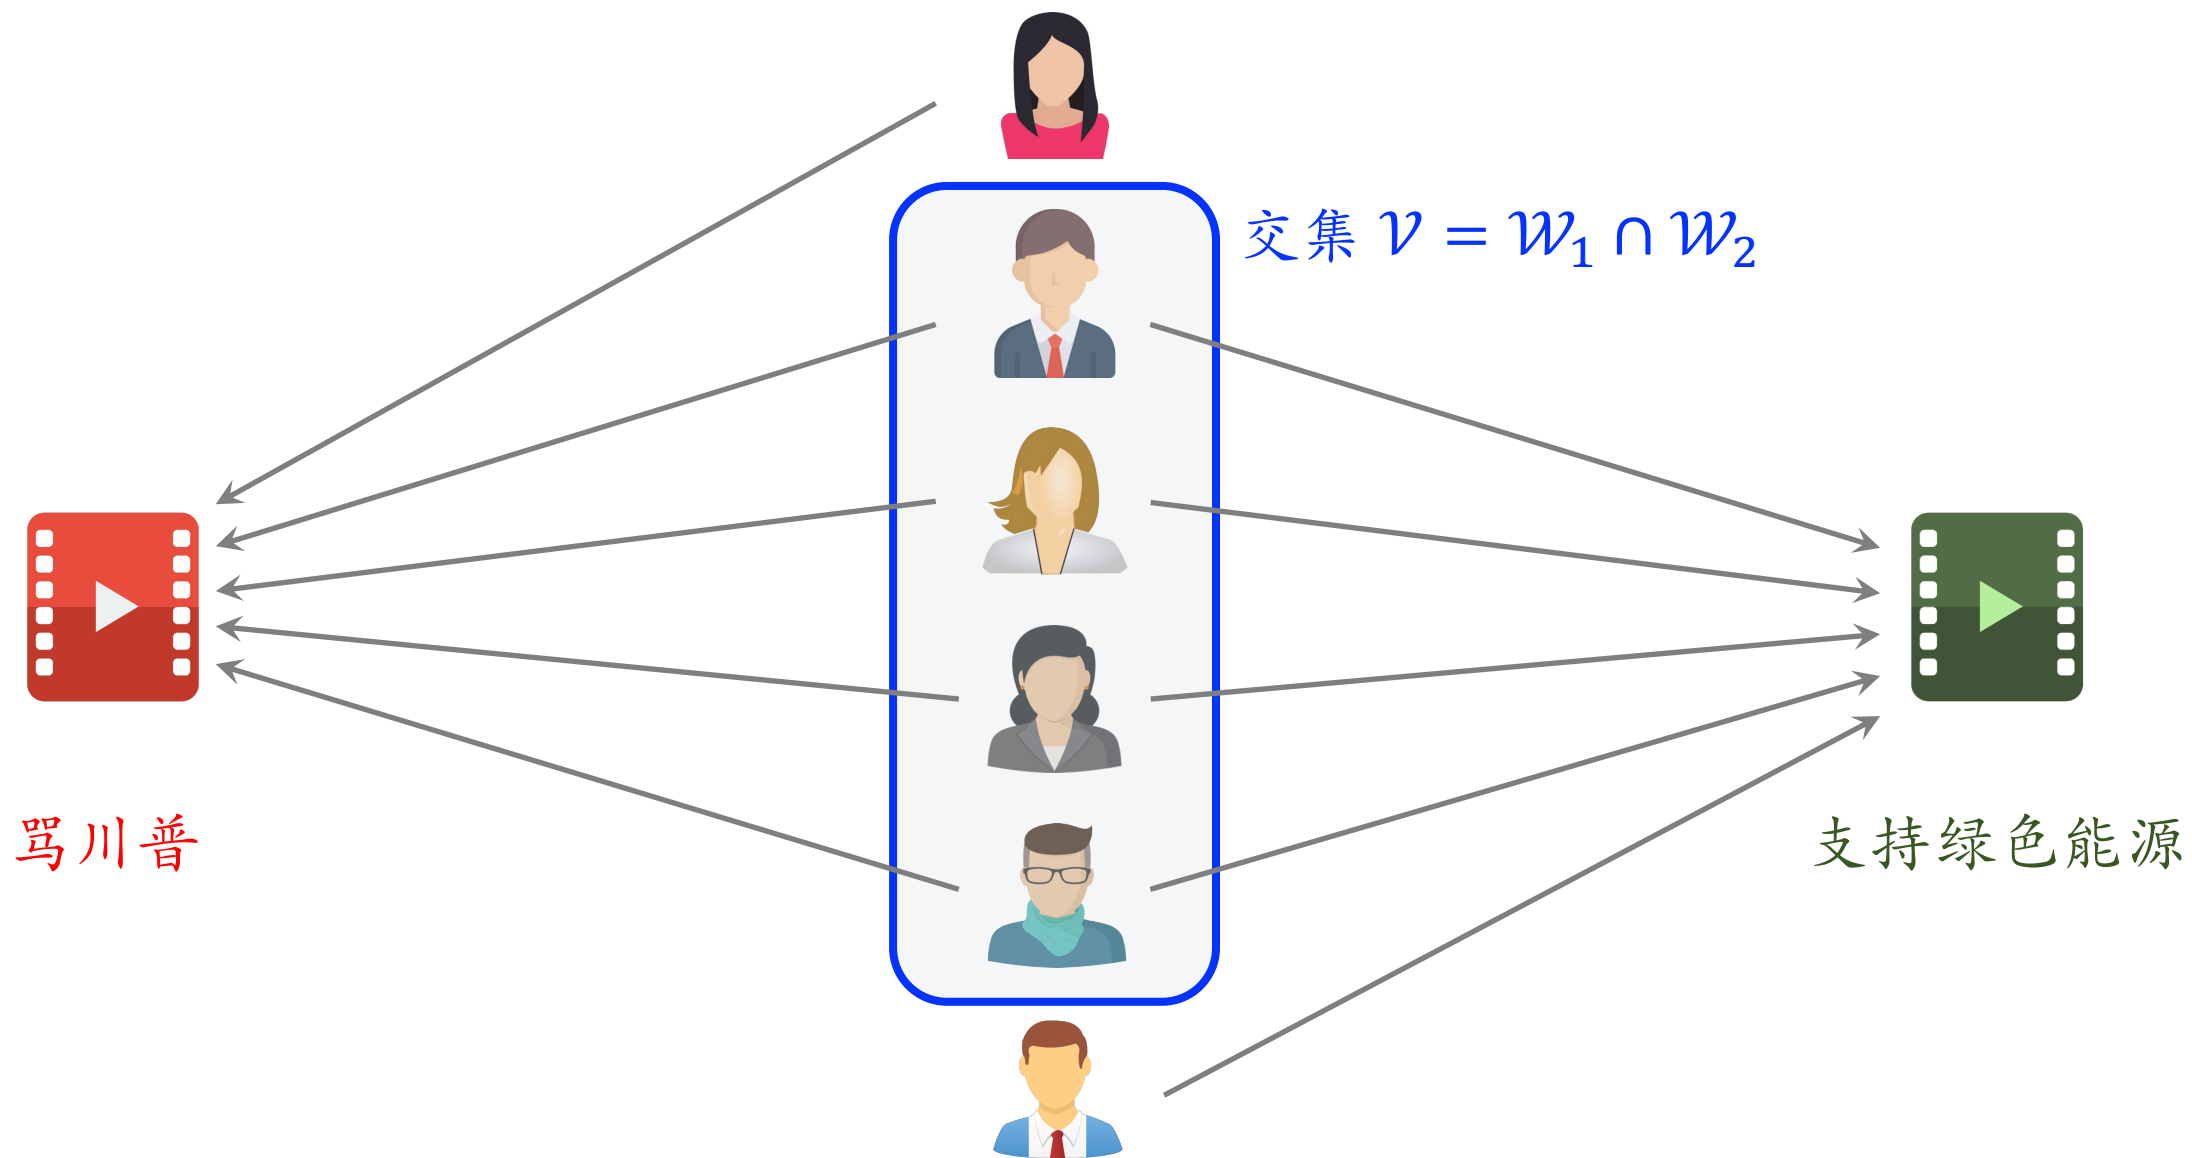 交集 𝒱 = 𝒲₁ ∩ 𝒲₂
骂川普
支持绿色能源